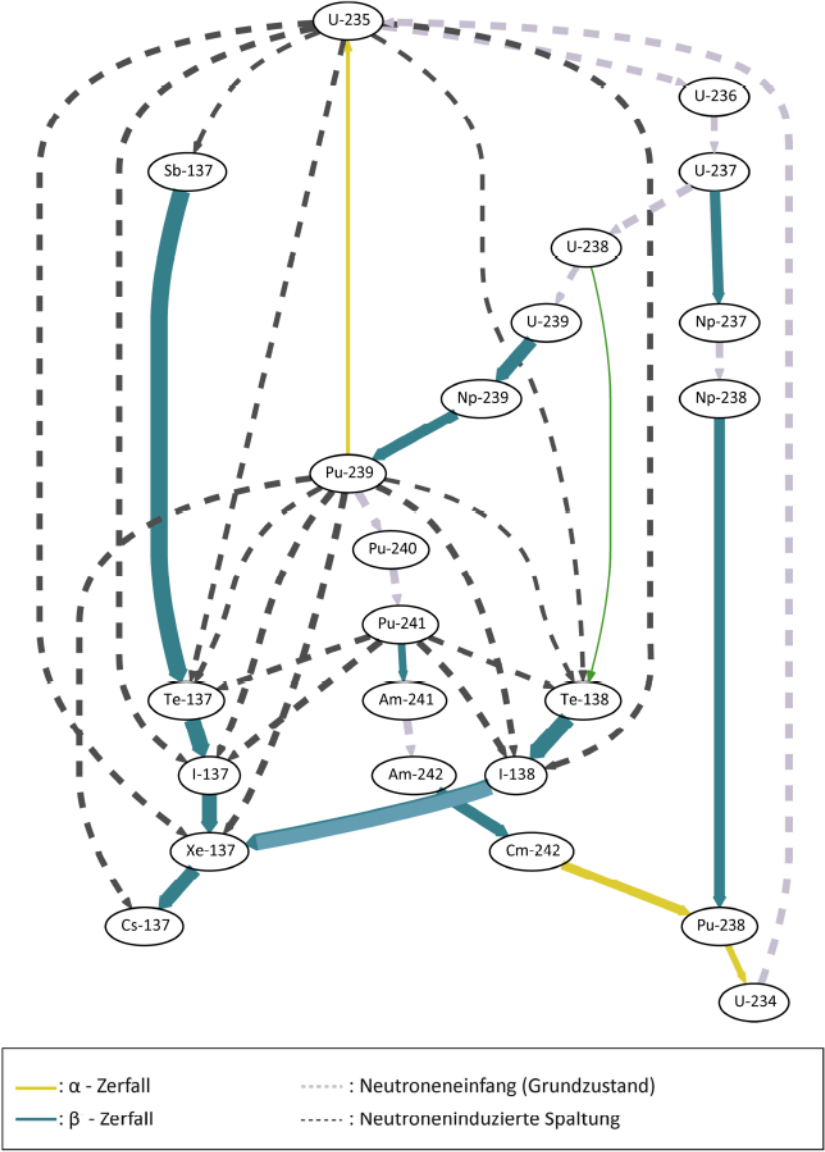 U-235
U-236
Sb-137
U-237
U-238
U-239
Np-237
Np-239
Np-238
Pu-239
Pu-240
Pu-241
Te-137
Am-241
Te-138
I-137
Am-242
I-138
Xe-137
Cm-242
Cs-137
Pu-238
U-234
: α - Zerfall
: Neutroneneinfang (Grundzustand)
: β - Zerfall
: Neutroneninduzierte Spaltung